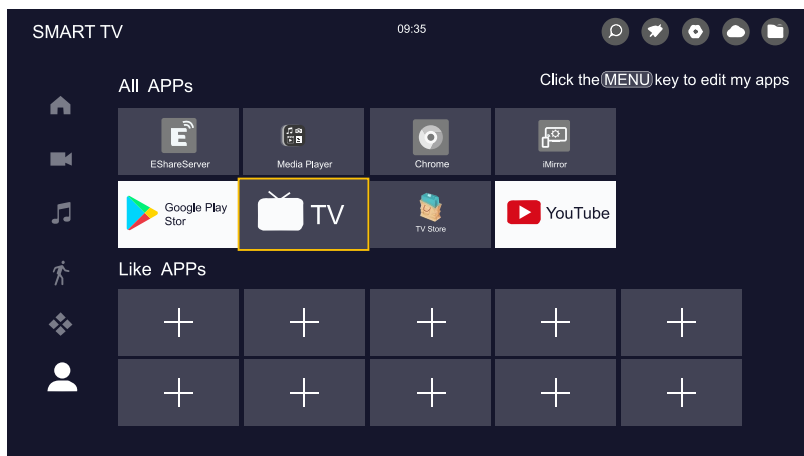 SMART TV
09:35
All APPs
Click the MENU key to edit my apps
EShareServer
Media Player
Chrome
iMirror
Google Play
Stor
TV
TV Store
YouTube
Like APPs